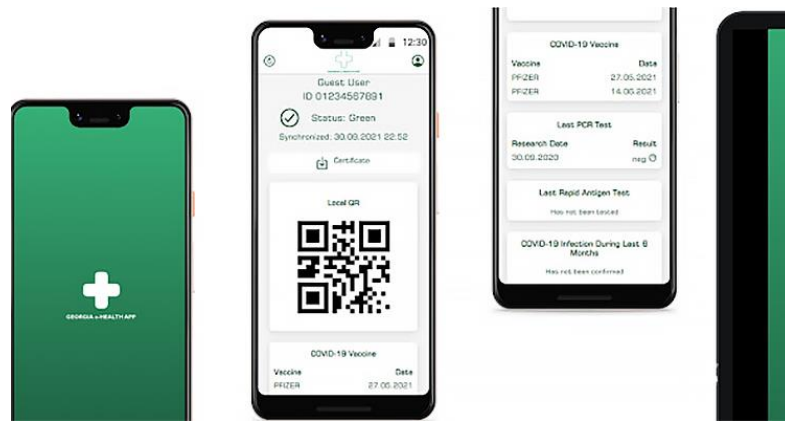 GEORGIA e-HEALTH APP
12:30
Guest User
ID 01234567891
Status: Green
Synchronized: 30.09.2021 22:52
Certificate
Local QR
COVID-19 Vaccine
Vaccine Date
PFIZER 27.05.2021
COVID-19 Vaccine
Vaccine Date
PFIZER 27.05.2021
PFIZER 14.06.2021
Last PCR Test
Research Date Result
30.09.2020 neg
Last Rapid Antigen Test
Has not been tested
COVID-19 Infection During Last 6
Months
Has not been confirmed